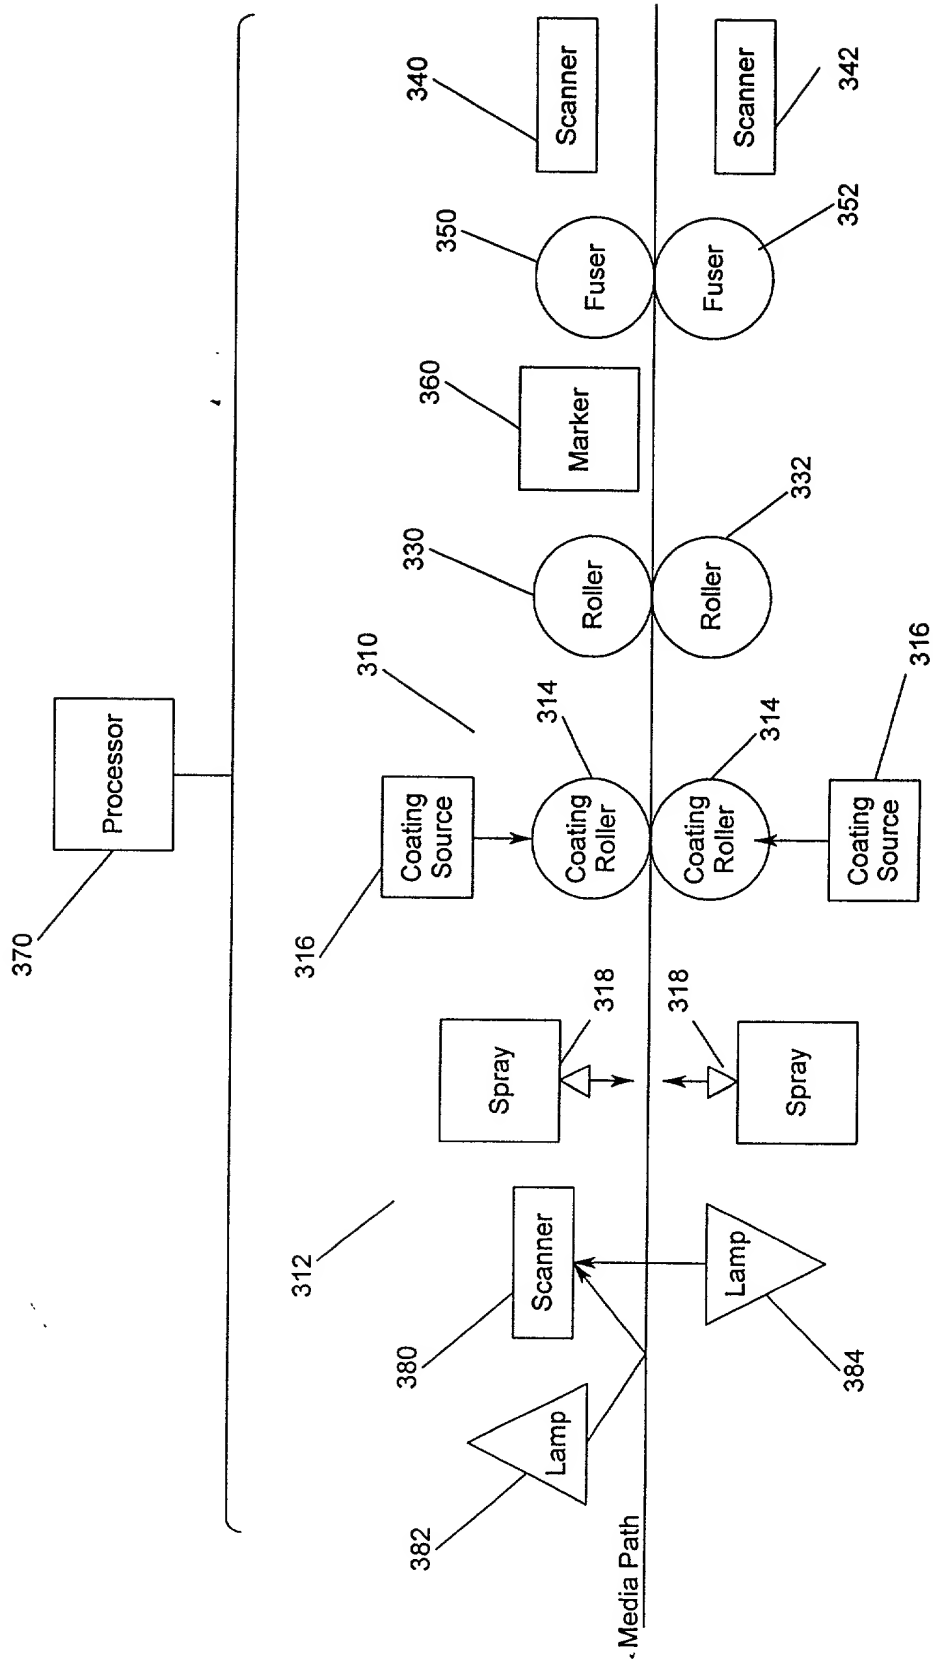 370
Processor
316
Coating
Source
310
314
330
360
350
340
312
380
382
Lamp
Scanner
Spray
318
Coating
Roller
Roller
Marker
Fuser
Scanner
Media Path
Lamp
384
318
Spray
Coating
Roller
314
Coating
Source
316
Roller
332
Fuser
352
Scanner
342